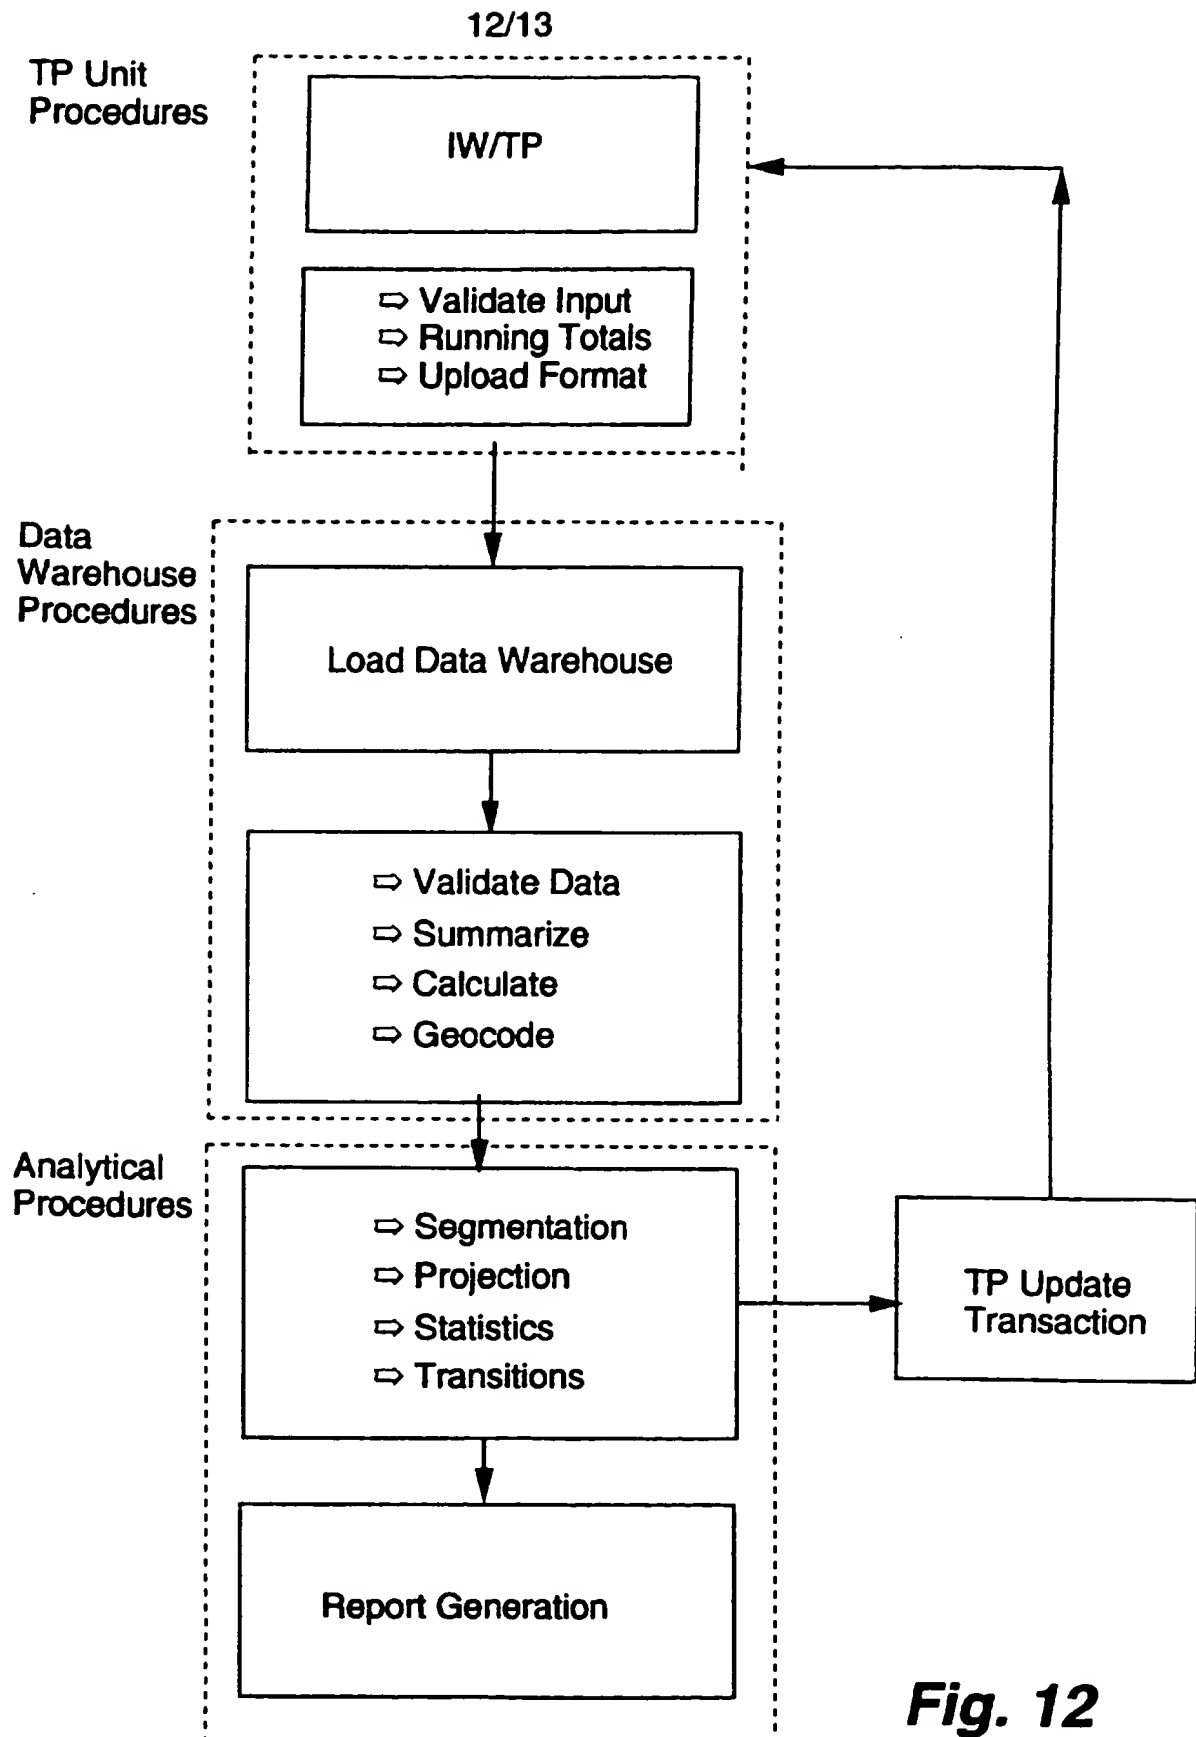 12/13
TP Unit
Procedures
IW/TP
⇨ Validate Input
⇨ Running Totals
⇨ Upload Format
Data
Warehouse
Procedures
Load Data Warehouse
⇨ Validate Data
⇨ Summarize
⇨ Calculate
⇨ Geocode
Analytical
Procedures
⇨ Segmentation
⇨ Projection
⇨ Statistics
⇨ Transitions
TP Update
Transaction
Report Generation
Fig. 12